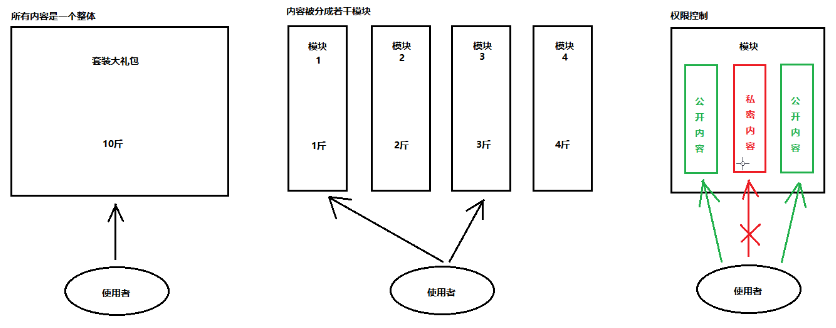 所有内容是一个整体
套装大礼包
10斤
使用者
内容被分成若干模块
模块
1
模块
2
模块
3
模块
4
1斤
2斤
3斤
4斤
使用者
权限控制
模块
公开内容
私密内容
公开内容
使用者